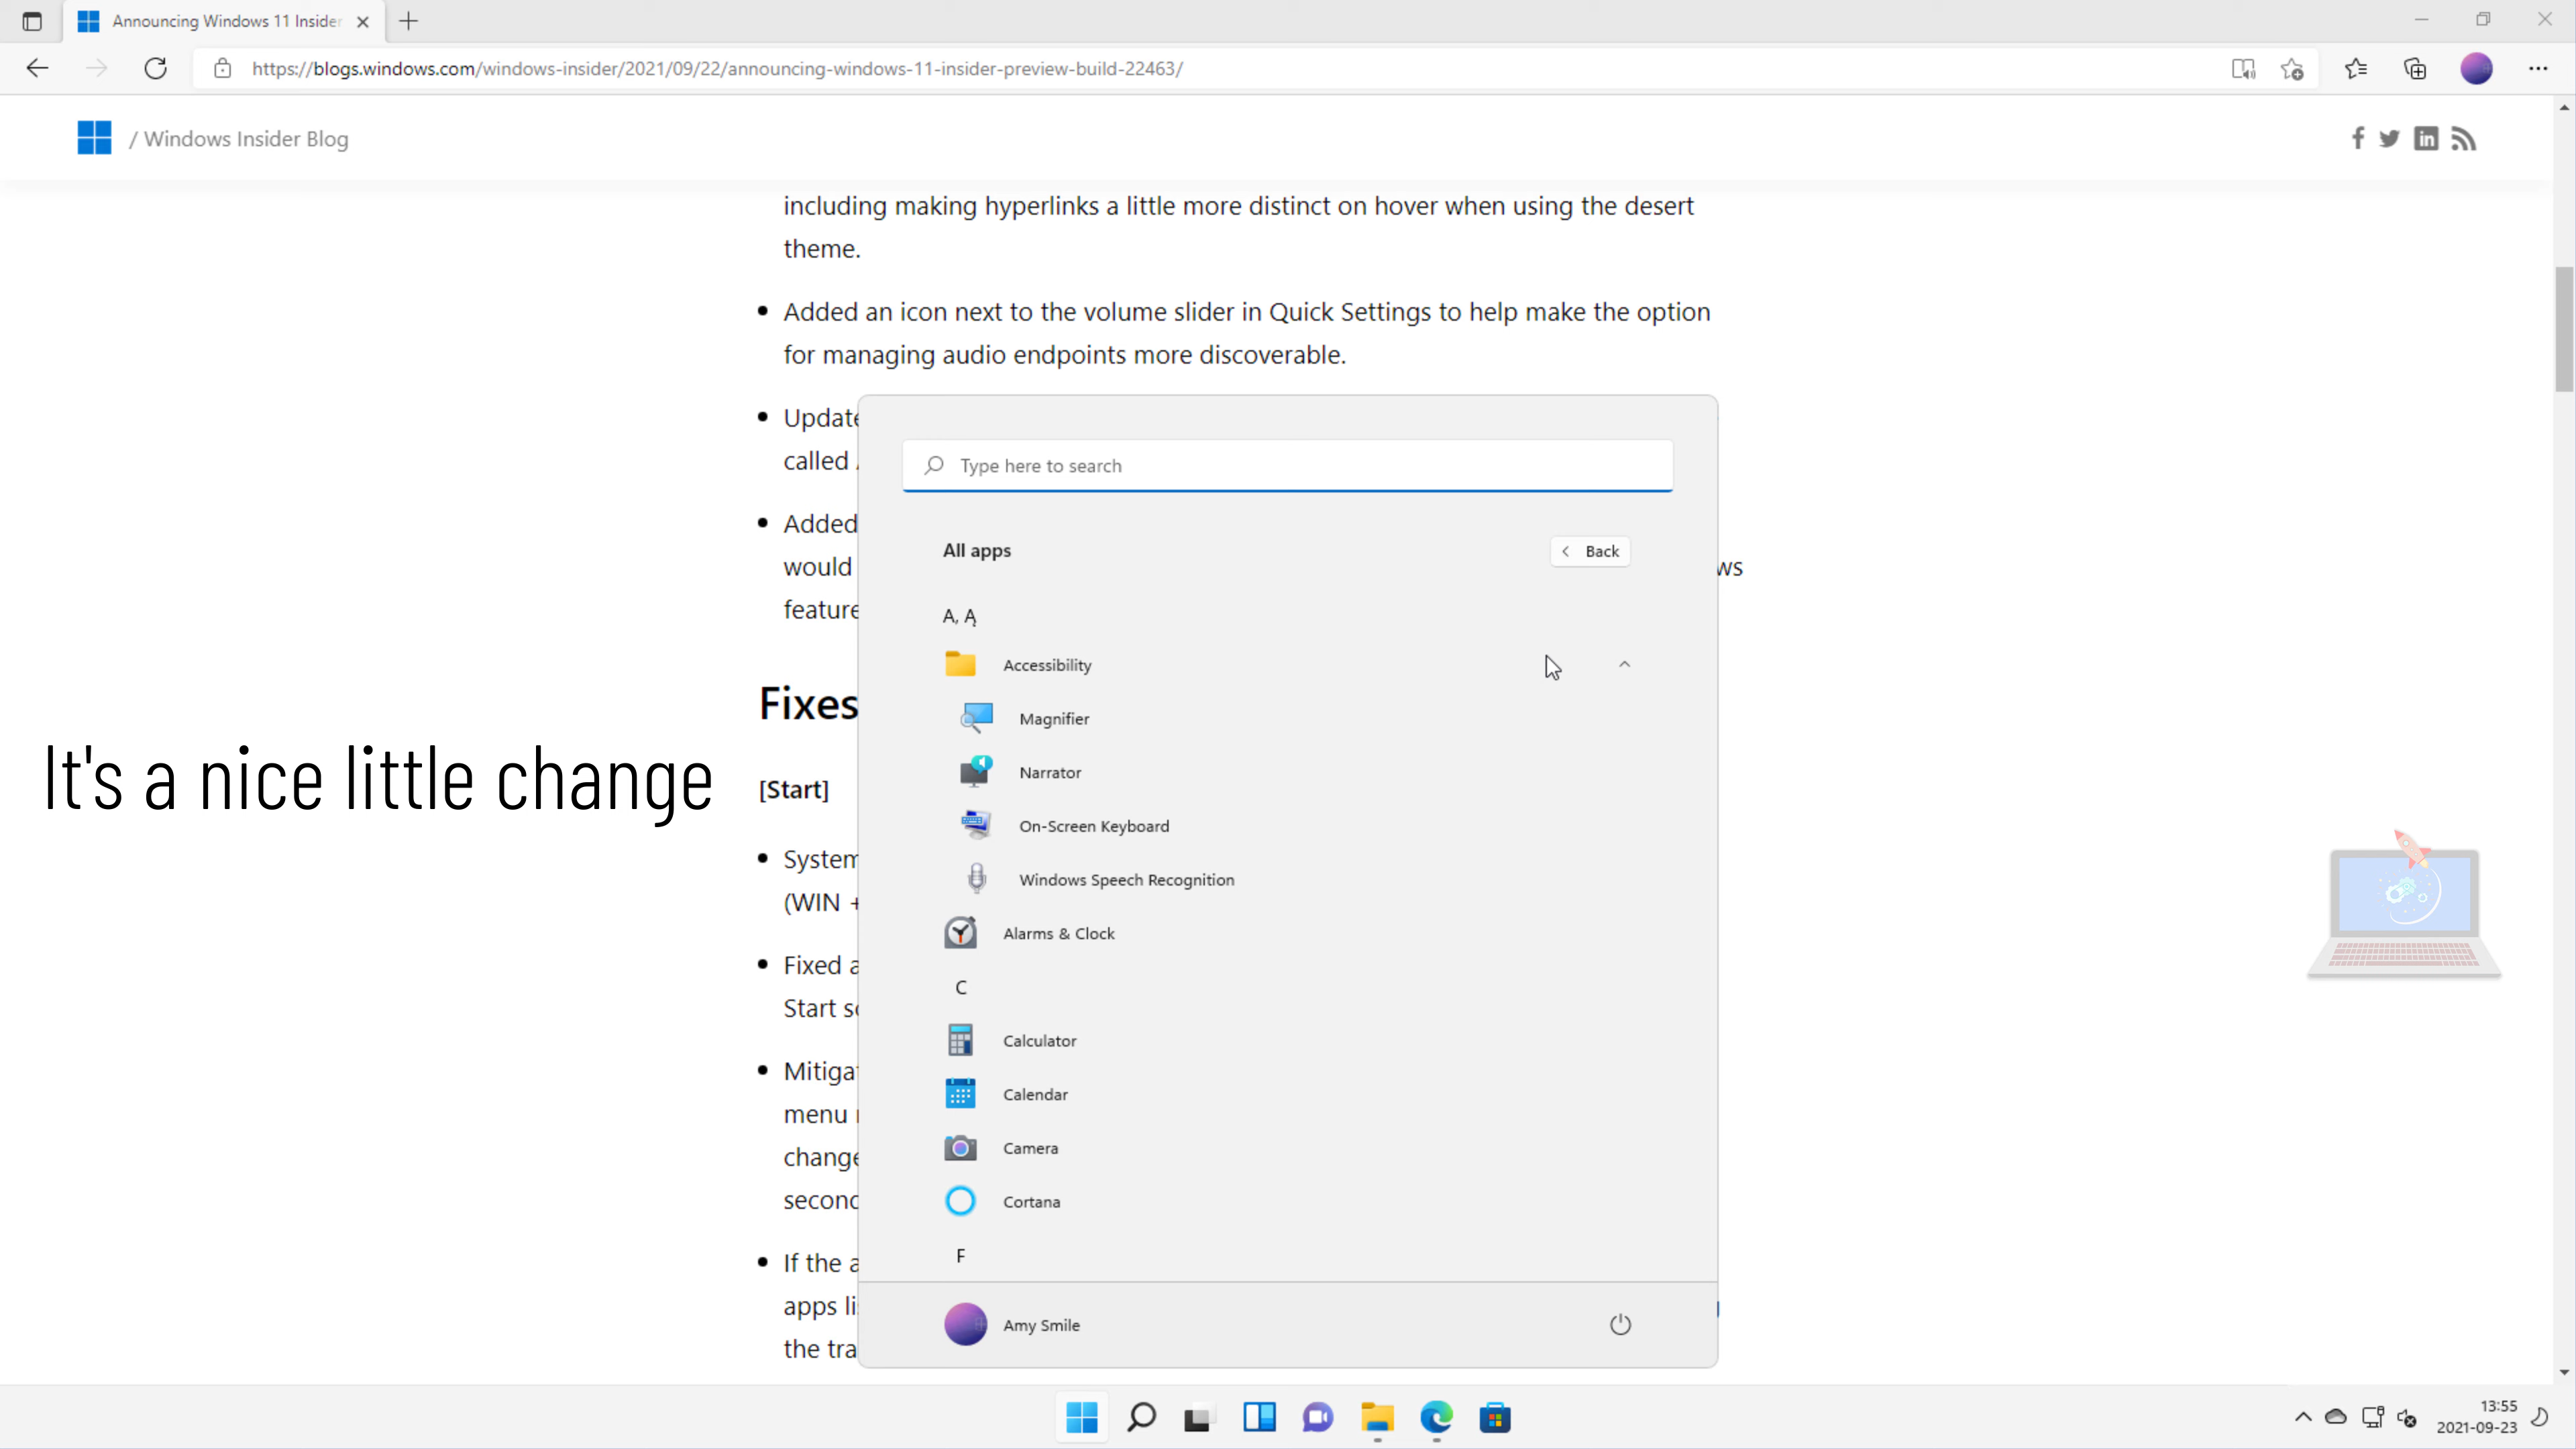 Announcing Windows 11 Insider
https://blogs.windows.com/windows-insider/2021/09/22/announcing-windows-11-insider-preview-build-22463/
/ Windows Insider Blog
including making hyperlinks a little more distinct on hover when using the desert
theme.
• Added an icon next to the volume slider in Quick Settings to help make the option
for managing audio endpoints more discoverable.
• Update
called
• Added
would
ws
feature
Fixes
[Start]
• System
(WIN +
• Fixed a
Start
• Mitigat
menu
change
second
• If the a
apps li
the tra
It's a nice little change
Type here to search
All apps
Back
A, Ą
Accessibility
Magnifier
Narrator
On-Screen Keyboard
Windows Speech Recognition
Alarms & Clock
C
Calculator
Calendar
Camera
Cortana
F
Amy Smile
13:55
2021-09-23